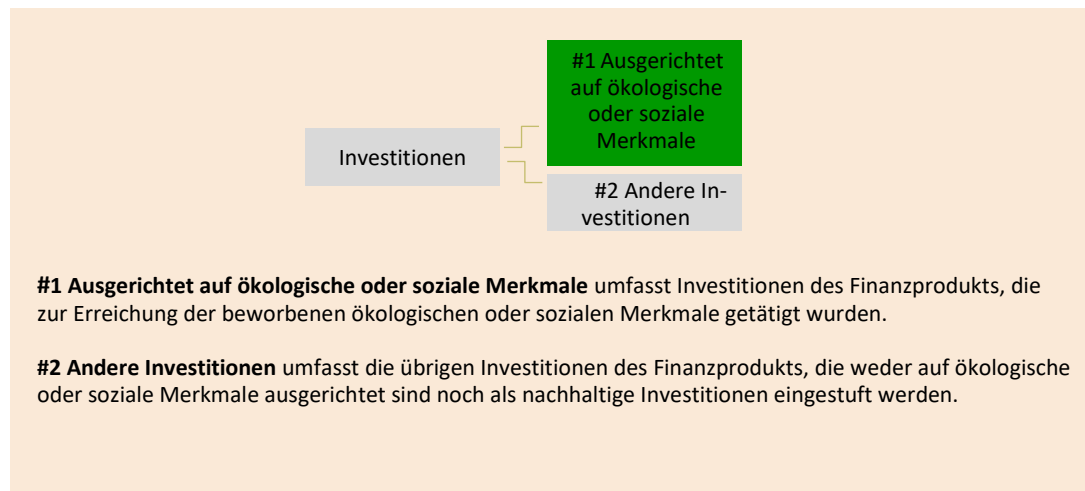 #1 Ausgerichtet
auf ökologische
oder soziale
Merkmale
Investitionen
#2 Andere In-
vestitionen
#1 Ausgerichtet auf ökologische oder soziale Merkmale umfasst Investitionen des Finanzprodukts, die
zur Erreichung der beworbenen ökologischen oder sozialen Merkmale getätigt wurden.
#2 Andere Investitionen umfasst die übrigen Investitionen des Finanzprodukts, die weder auf ökologische
oder soziale Merkmale ausgerichtet sind noch als nachhaltige Investitionen eingestuft werden.